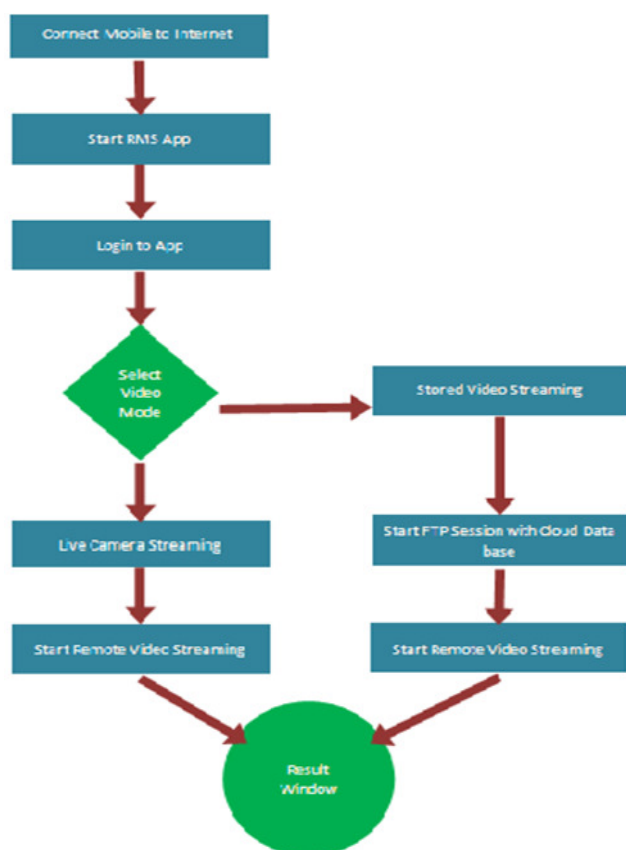 Connect Mobile to Internet
Start RMS App
Login to App
Select
Video
Mode
Stored Video Streaming
Live Camera Streaming
Start FTP Session with Cloud Data
base
Start Remote Video Streaming
Start Remote Video Streaming
Result
Window